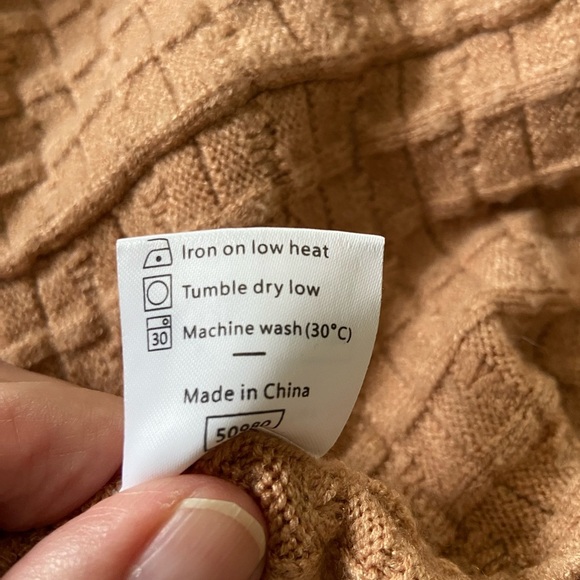 Iron on low heat
Tumble dry low
30 Machine wash (30°C)
Made in China